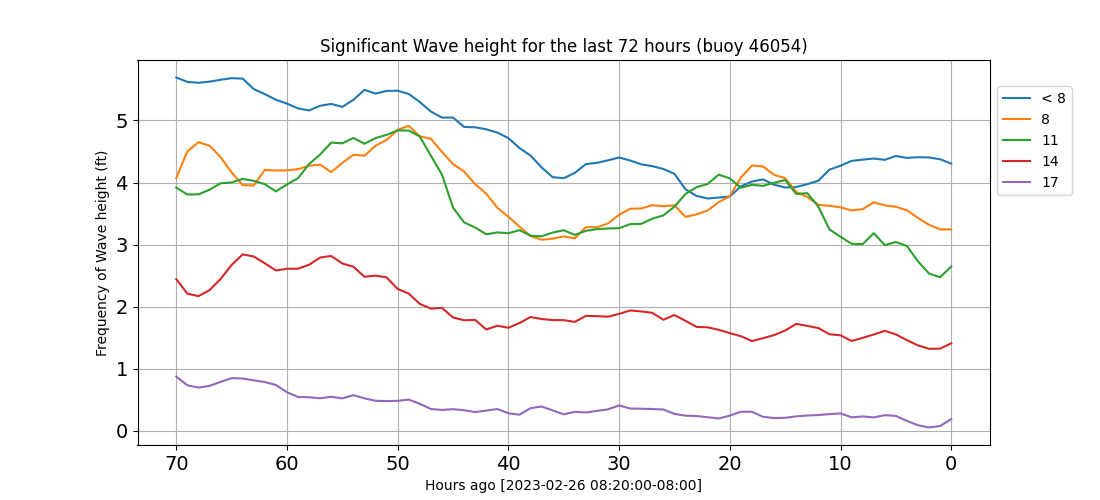 Significant Wave height for the last 72 hours (buoy 46054)
Frequency of Wave height (ft)
5
4
3
2
1
0
70 60 50 40 30 20 10 0
Hours ago [2023-02-26 08:20:00-08:00]
< 8
8
11
14
17